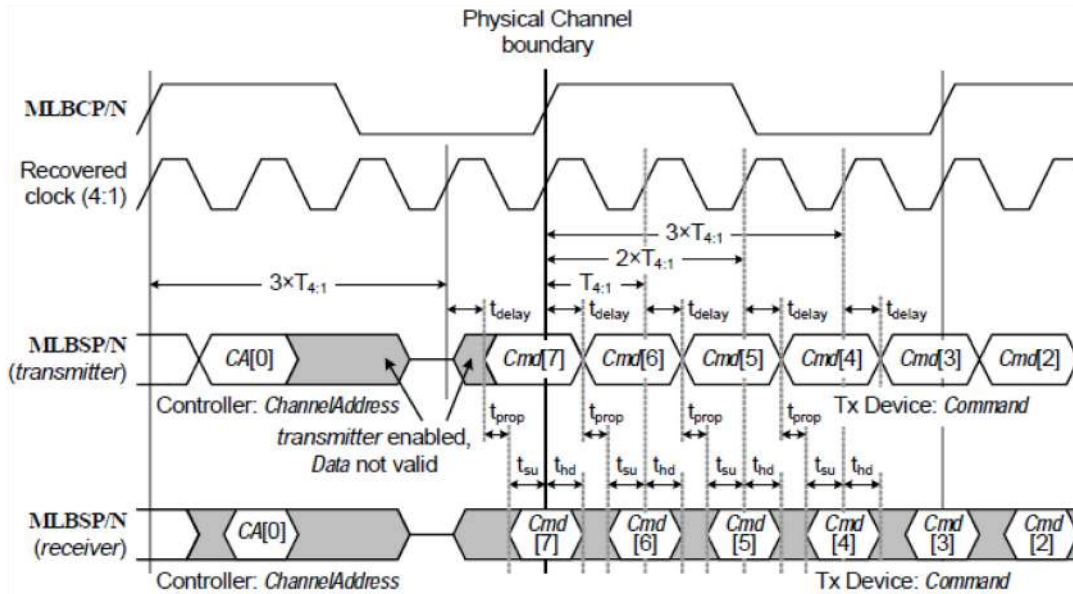 Physical Channel
boundary
MLBCP/N
Recovered
clock (4:1)
3×T4:1
2×T4:1
3×T4:1
T4:1
tdelay
tdelay
tdelay
tdelay
tdelay
MLBSP/N
(transmitter)
CA[0]
Cmd[7]
Cmd[6]
Cmd[5]
Cmd[4]
Cmd[3]
Cmd[2]
Controller: ChannelAddress
Tx Device: Command
transmitter enabled,
Data not valid
tprop
tprop
tprop
tprop
tsu
thd
tsu
thd
tsu
thd
tsu
thd
MLBSP/N
(receiver)
CA[0]
Cmd
[7]
Cmd
[6]
Cmd
[5]
Cmd
[4]
Cmd
[3]
Cmd
[2]
Controller: ChannelAddress
Tx Device: Command